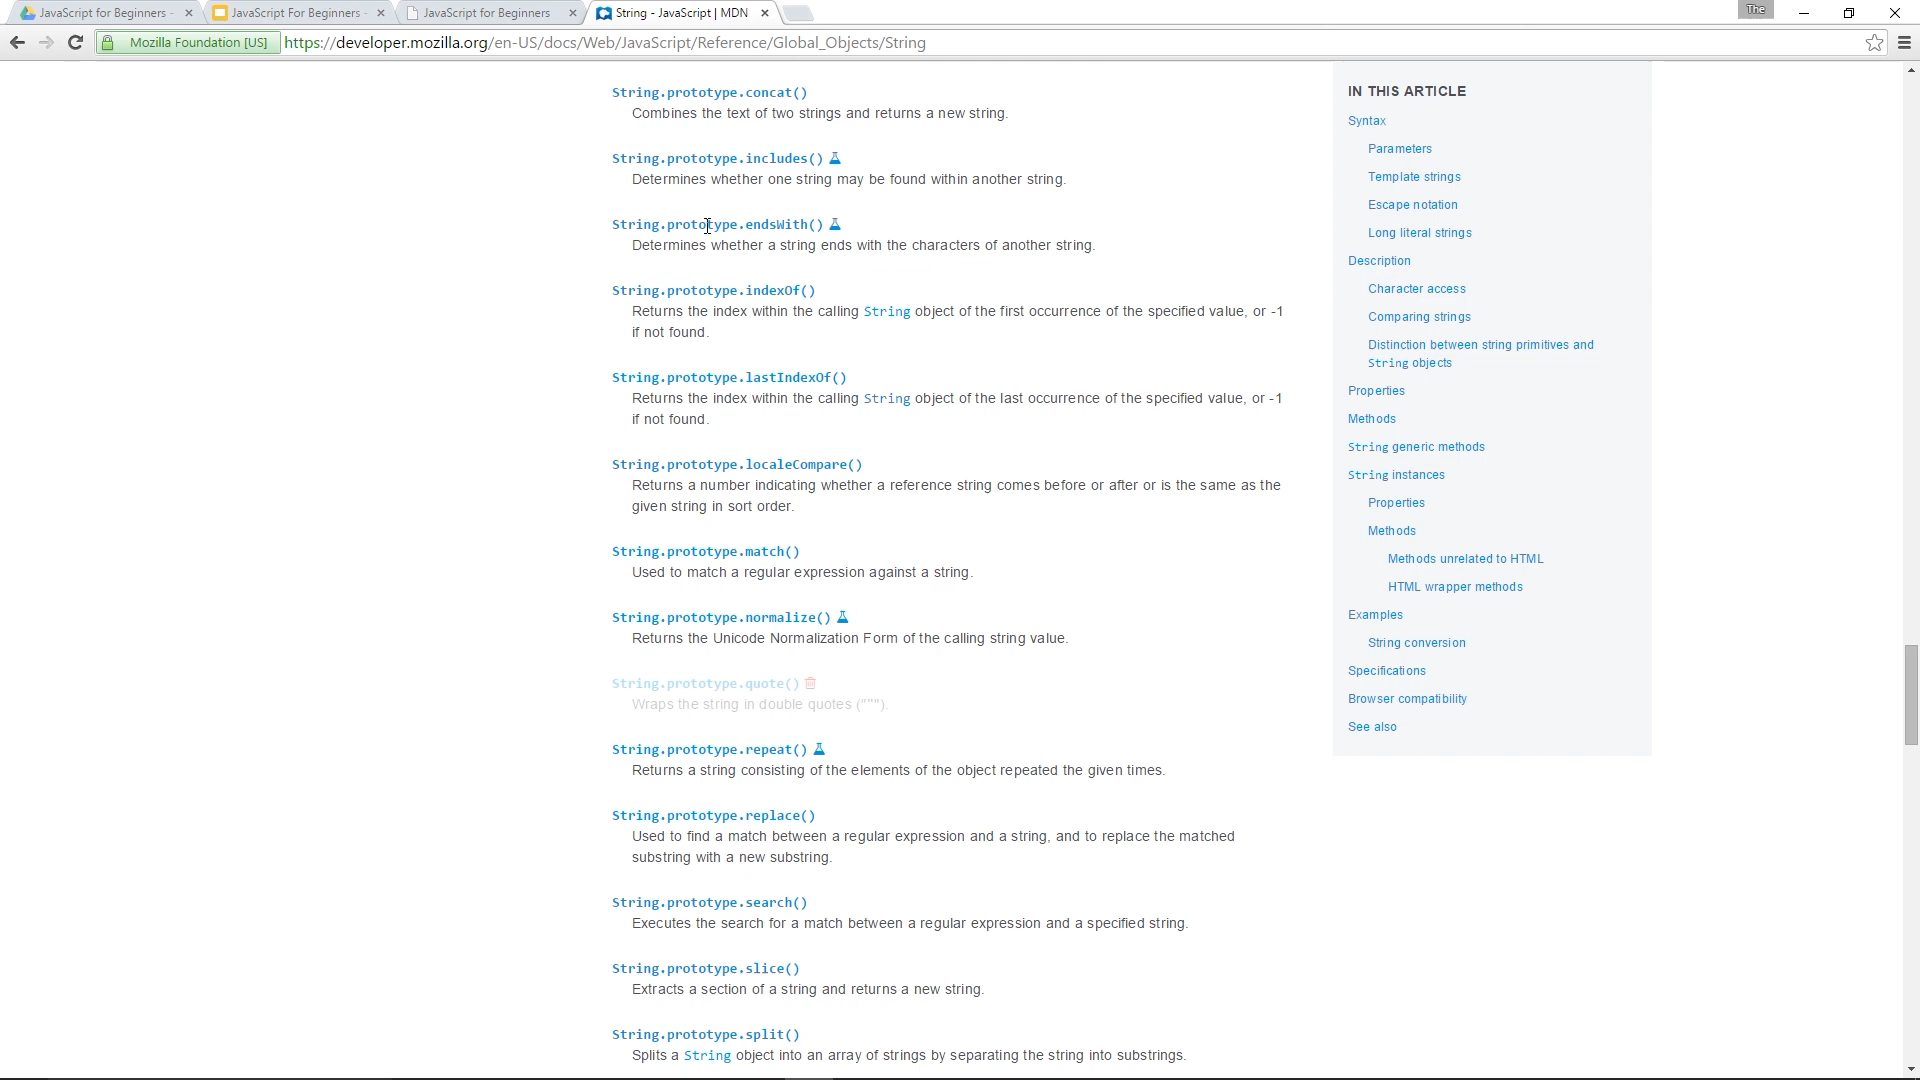 JavaScript for Beginners -
JavaScript For Beginners -
JavaScript for Beginners
String - JavaScript | MDN
The
Mozilla Foundation [US]
https://developer.mozilla.org/en-US/docs/Web/JavaScript/Reference/Global_Objects/String
String.prototype.concat()
Combines the text of two strings and returns a new string.
String.prototype.includes()
Determines whether one string may be found within another string.
String.prototype.endsWith()
Determines whether a string ends with the characters of another string.
String.prototype.indexOf()
Returns the index within the calling String object of the first occurrence of the specified value, or -1
if not found.
String.prototype.lastIndexOf()
Returns the index within the calling String object of the last occurrence of the specified value, or -1
if not found.
String.prototype.localeCompare()
Returns a number indicating whether a reference string comes before or after or is the same as the
given string in sort order.
String.prototype.match()
Used to match a regular expression against a string.
String.prototype.normalize()
Returns the Unicode Normalization Form of the calling string value.
String.prototype.quote()
Wraps the string in double quotes (""").
String.prototype.repeat()
Returns a string consisting of the elements of the object repeated the given times.
String.prototype.replace()
Used to find a match between a regular expression and a string, and to replace the matched
substring with a new substring.
String.prototype.search()
Executes the search for a match between a regular expression and a specified string.
String.prototype.slice()
Extracts a section of a string and returns a new string.
String.prototype.split()
Splits a String object into an array of strings by separating the string into substrings.
IN THIS ARTICLE
Syntax
Parameters
Template strings
Escape notation
Long literal strings
Description
Character access
Comparing strings
Distinction between string primitives and
String objects
Properties
Methods
String generic methods
String instances
Properties
Methods
Methods unrelated to HTML
HTML wrapper methods
Examples
String conversion
Specifications
Browser compatibility
See also